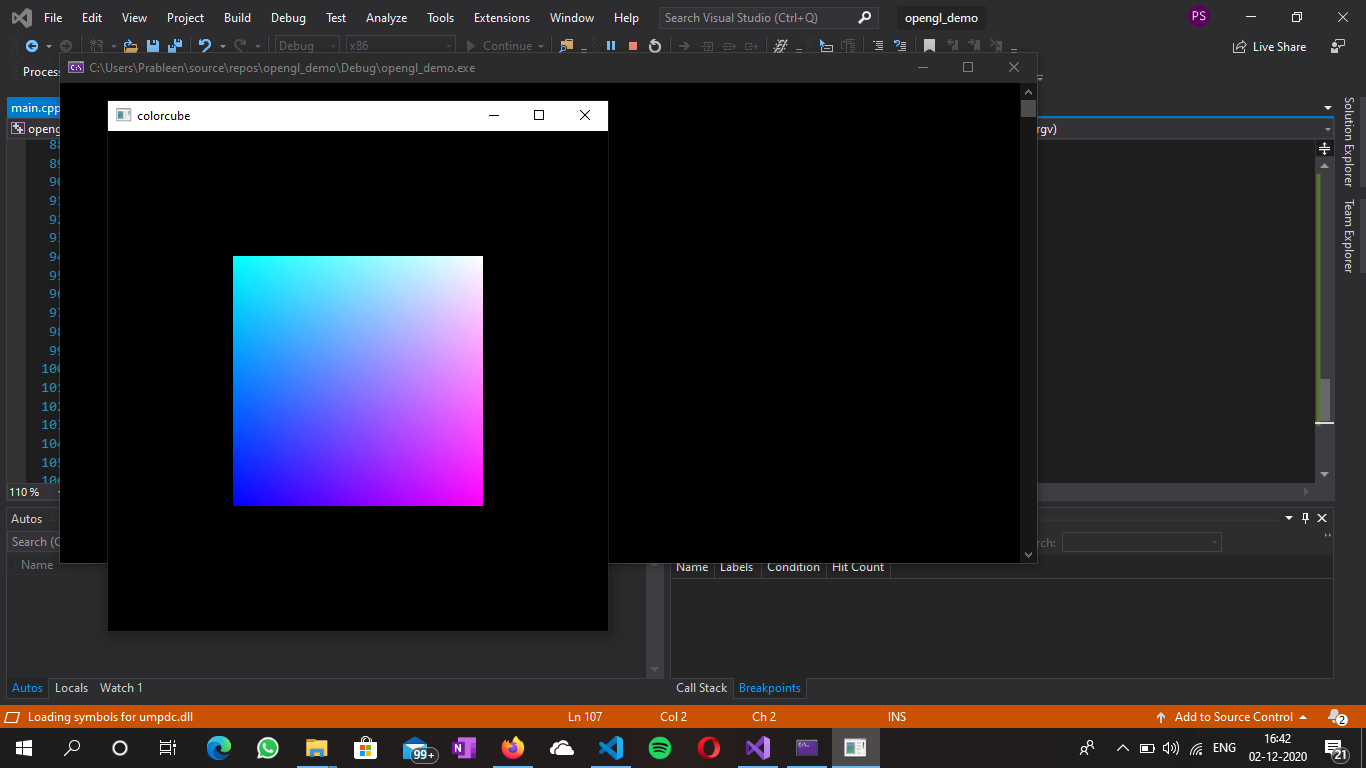 File Edit View Project Build Debug Test Analyze Tools Extensions Window Help Search Visual Studio (Ctrl+Q) opengl_demo PS
Debug x86 Continue Live Share
Process
C:\Users\Prableen\source\repos\opengl_demo\Debug\opengl_demo.exe
main.cpp
colorcube
opengl
rgv)
Solution Explorer
Team Explorer
88
89
90
91
92
93
94
95
96
97
98
99
100
101
102
103
104
105
106
110 %
Autos
Search (C
rch:
Name
Name Labels Condition Hit Count
Autos Locals Watch 1
Call Stack Breakpoints
Loading symbols for umpdc.dll Ln 107 Col 2 Ch 2 INS Add to Source Control 2
99+ ENG 16:42
02-12-2020 21